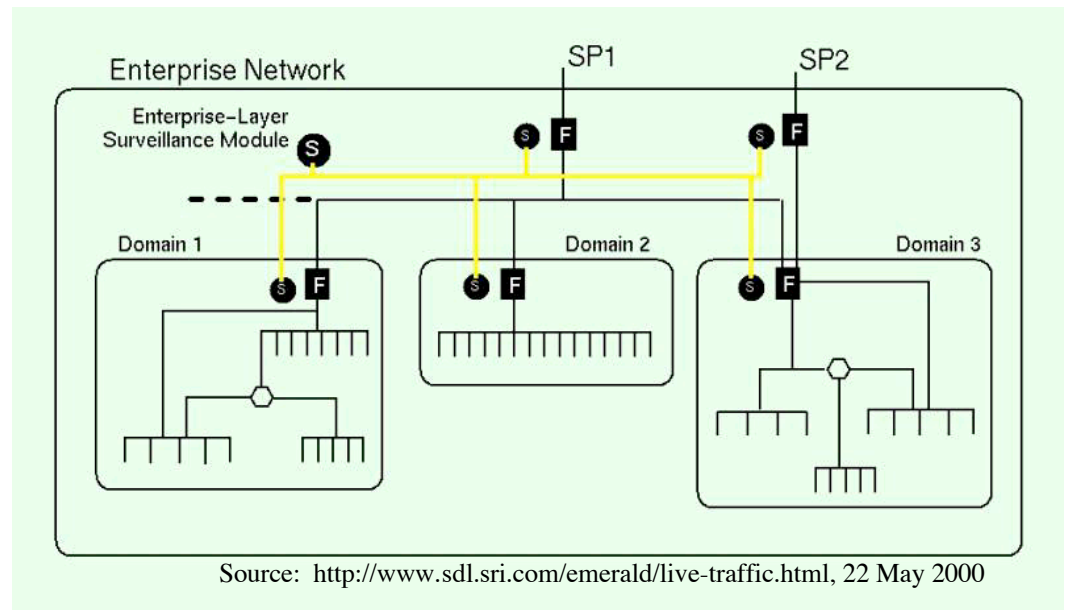 SP1
SP2
Enterprise Network
Enterprise-Layer
Surveillance Module
S
S
F
S
F
Domain 1
Domain 2
Domain 3
S
F
S
F
S
F
Source:  http://www.sdl.sri.com/emerald/live-traffic.html, 22 May 2000